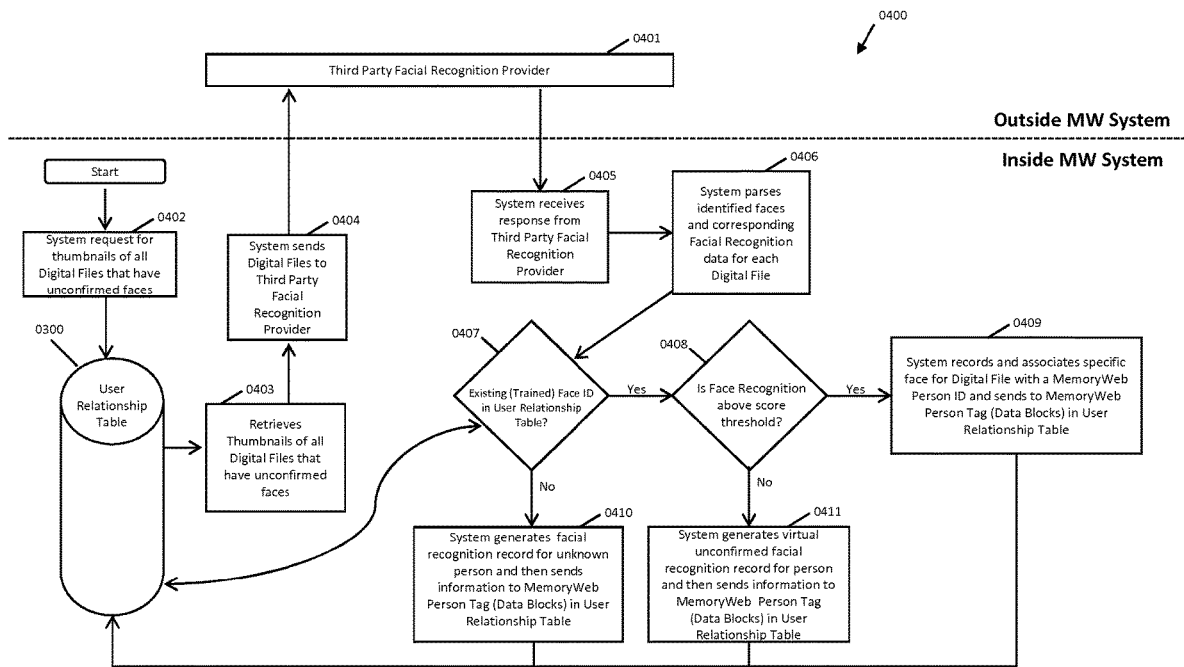 0400
0401
Third Party Facial Recognition Provider
Outside MW System
Inside MW System
Start
0402
System request for
thumbnails of all
Digital Files that have
unconfirmed faces
0300
User
Relationship
Table
0403
Retrieves
Thumbnails of all
Digital Files that
have unconfirmed
faces
0404
System sends
Digital Files to
Third Party
Facial
Recognition
Provider
0405
System receives
response from
Third Party Facial
Recognition
Provider
0406
System parses
identified faces
and corresponding
Facial Recognition
data for each
Digital File
0407
Existing (Trained) Face ID
in User Relationship
Table?
Yes
No
0408
Is Face Recognition
above score
threshold?
Yes
No
0409
System records and associates specific
face for Digital File with a MemoryWeb
Person ID and sends to MemoryWeb
Person Tag (Data Blocks) in User
Relationship Table
0410
System generates facial
recognition record for unknown
person and then sends
information to MemoryWeb
Person Tag (Data Blocks) in User
Relationship Table
0411
System generates virtual
unconfirmed facial
recognition record for person
and then sends information to
MemoryWeb Person Tag
(Data Blocks) in User
Relationship Table